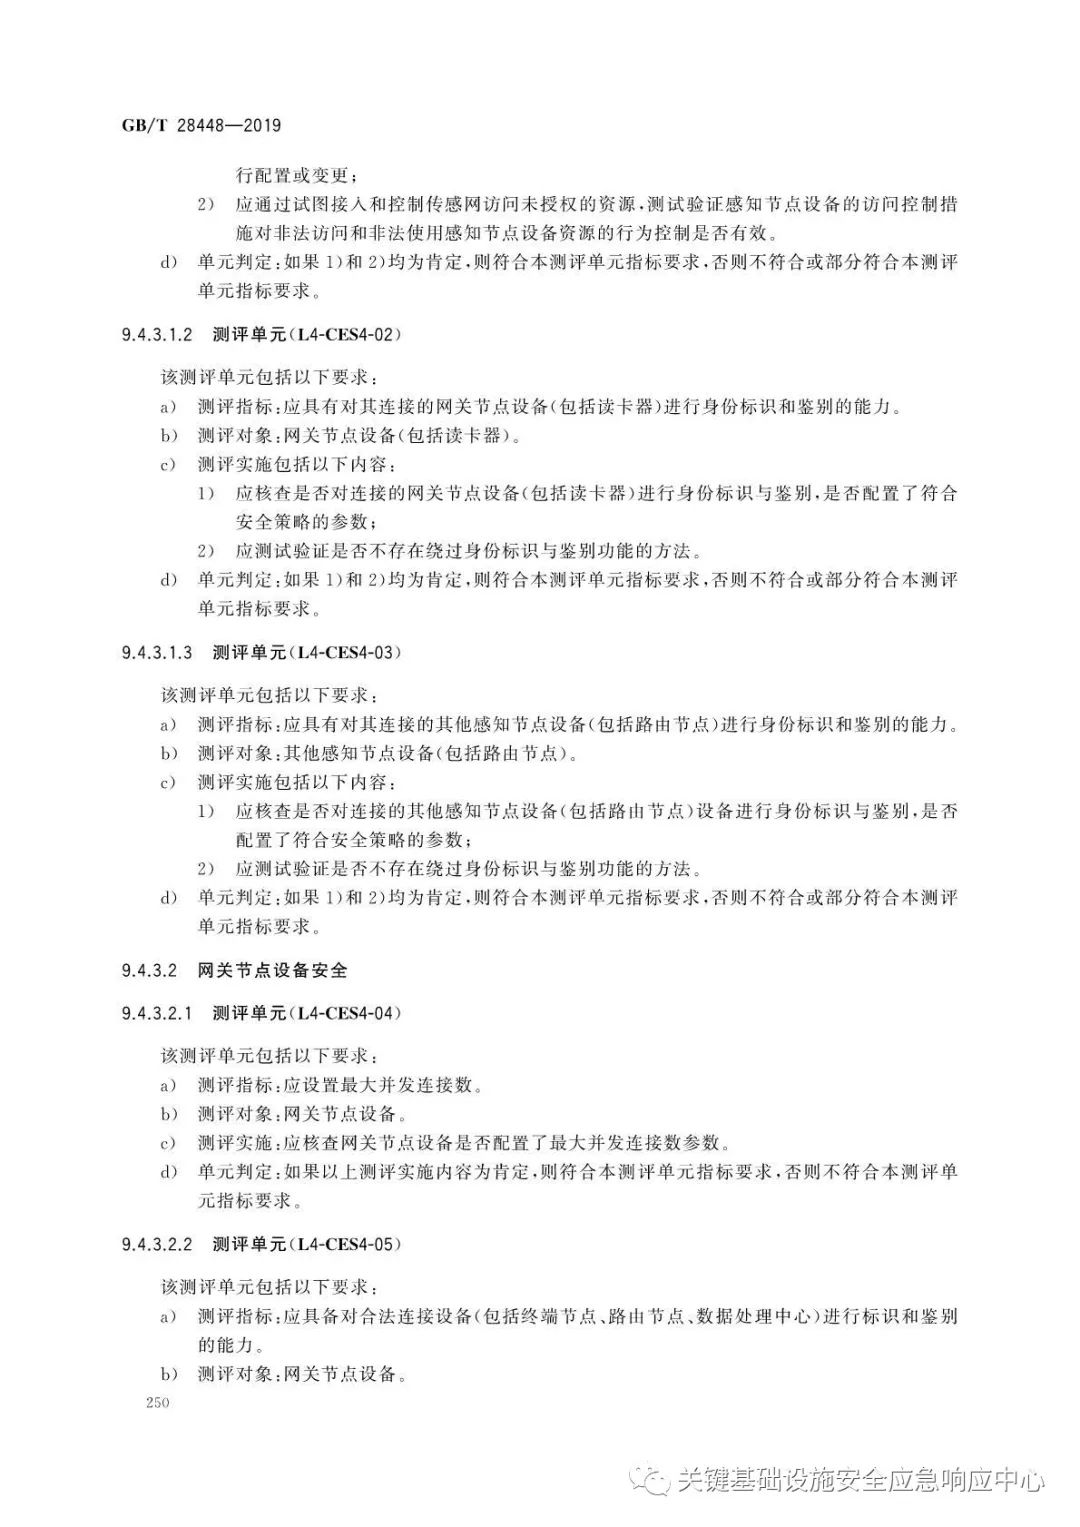 GB/T 28448—2019
行配置或变更;
2) 应通过试图接入和控制传感网访问未授权的资源,测试验证感知节点设备的访问控制措
施对非法访问和非法使用感知节点设备资源的行为控制是否有效。
d) 单元判定:如果 1)和 2)均为肯定,则符合本测评单元指标要求,否则不符合或部分符合本测评
单元指标要求。
9.4.3.1.2 测评单元(L4-CES4-02)
该测评单元包括以下要求:
a) 测评指标:应具有对其连接的网关节点设备(包括读卡器)进行身份标识和鉴别的能力。
b) 测评对象:网关节点设备(包括读卡器)。
c) 测评实施包括以下内容:
1) 应核查是否对连接的网关节点设备(包括读卡器)进行身份标识与鉴别,是否配置了符合
安全策略的参数;
2) 应测试验证是否不存在绕过身份标识与鉴别功能的方法。
d) 单元判定:如果 1)和 2)均为肯定,则符合本测评单元指标要求,否则不符合或部分符合本测评
单元指标要求。
9.4.3.1.3 测评单元(L4-CES4-03)
该测评单元包括以下要求:
a) 测评指标:应具有对其连接的其他感知节点设备(包括路由节点)进行身份标识和鉴别的能力。
b) 测评对象:其他感知节点设备(包括路由节点)。
c) 测评实施包括以下内容:
1) 应核查是否对连接的其他感知节点设备(包括路由节点)设备进行身份标识与鉴别,是否
配置了符合安全策略的参数;
2) 应测试验证是否不存在绕过身份标识与鉴别功能的方法。
d) 单元判定:如果 1)和 2)均为肯定,则符合本测评单元指标要求,否则不符合或部分符合本测评
单元指标要求。
9.4.3.2 网关节点设备安全
9.4.3.2.1 测评单元(L4-CES4-04)
该测评单元包括以下要求:
a) 测评指标:应设置最大并发连接数。
b) 测评对象:网关节点设备。
c) 测评实施:应核查网关节点设备是否配置了最大并发连接数参数。
d) 单元判定:如果以上测评实施内容为肯定,则符合本测评单元指标要求,否则不符合本测评单
元指标要求。
9.4.3.2.2 测评单元(L4-CES4-05)
该测评单元包括以下要求:
a) 测评指标:应具备对合法连接设备(包括终端节点、路由节点、数据处理中心)进行标识和鉴别
的能力。
b) 测评对象:网关节点设备。
250
关键基础设施安全应急响应中心